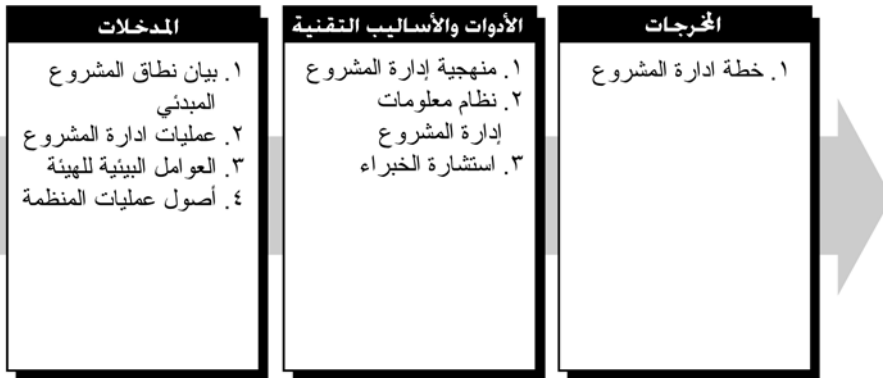 المدخلات
١. بيان نطاق المشروع
المبدئي
٢. عمليات ادارة المشروع
٣. العوامل البيئية للهيئة
٤. أصول عمليات المنظمة
الأدوات والأساليب التقنية
١. منهجية إدارة المشروع
٢. نظام معلومات
إدارة المشروع
٣. استشارة الخبراء
المخرجات
١. خطة ادارة المشروع